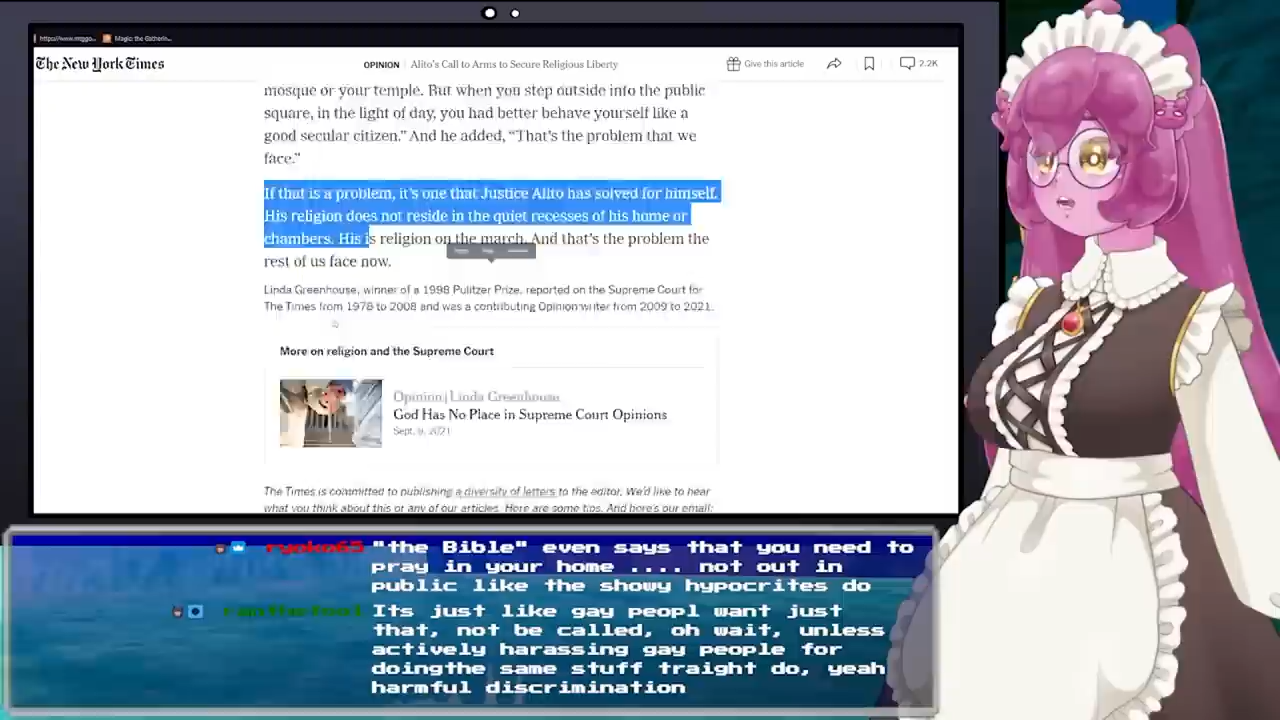 https://www.mtggo... Magic: the Gatherin...
The New York Times
OPINION | Alito's Call to Arms to Secure Religious Liberty
Give this article
2.2K
mosque or your temple. But when you step outside into the public
square, in the light of day, you had better behave yourself like a
good secular citizen.” And he added, “That's the problem that we
face.”
If that is a problem, it's one that Justice Alito has solved for himself.
His religion does not reside in the quiet recesses of his home or
chambers. His is religion on the march. And that's the problem the
rest of us face now.
Linda Greenhouse, winner of a 1998 Pulitzer Prize, reported on the Supreme Court for
The Times from 1978 to 2008 and was a contributing Opinion writer from 2009 to 2021.
More on religion and the Supreme Court
Opinion | Linda Greenhouse
God Has No Place in Supreme Court Opinions
Sept. 9, 2021
The Times is committed to publishing a diversity of letters to the editor. We'd like to hear
what you think about this or any of our articles. Here are some tips. And here's our email:
ryoko65 "the Bible" even says that you need to
pray in your home .... not out in
public like the showy hypocrites do
Its just like gay peopl want just
that, not be called, oh wait, unless
actively harassing gay people for
doingthe same stuff traight do, yeah
harmful discrimination